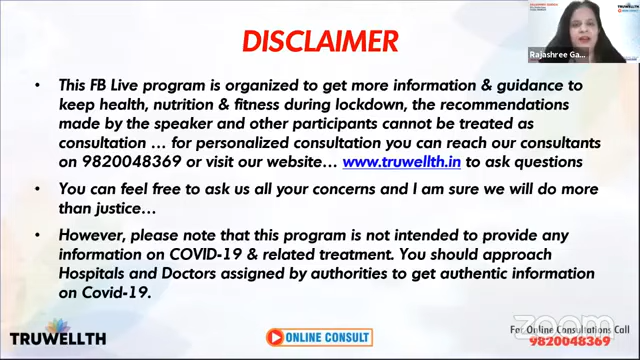 DISCLAIMER
• This FB Live program is organized to get more information & guidance to
keep health, nutrition & fitness during lockdown, the recommendations
made by the speaker and other participants cannot be treated as
consultation ... for personalized consultation you can reach our consultants
on 9820048369 or visit our website... www.truwellth.in to ask questions
• You can feel free to ask us all your concerns and I am sure we will do more
than justice...
• However, please note that this program is not intended to provide any
information on COVID-19 & related treatment. You should approach
Hospitals and Doctors assigned by authorities to get authentic information
on Covid-19.
TRUWELLTH
ONLINE CONSULT
For Online Consultations Call
9820048369
zoom
Rajashree Ga...
TRUWELLTH